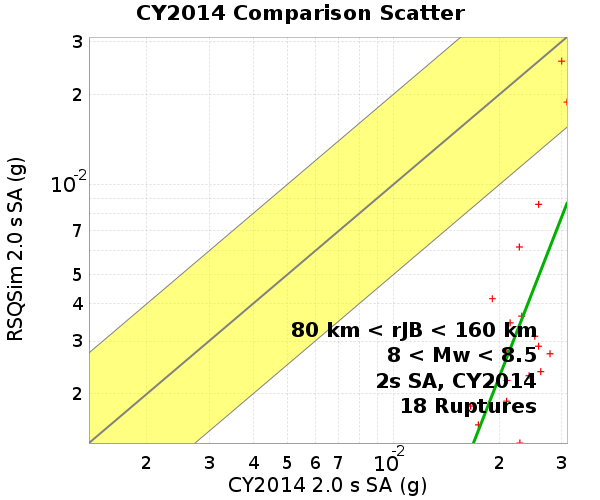 CY2014 Comparison Scatter
RSQSim 2.0 s SA (g)
3
2
10-2
7
5
4
3
2
80 km < rJB < 160 km
8 < Mw < 8.5
2s SA, CY2014
18 Ruptures
2 3 4 5 6 7 10-2 2 3
CY2014 2.0 s SA (g)